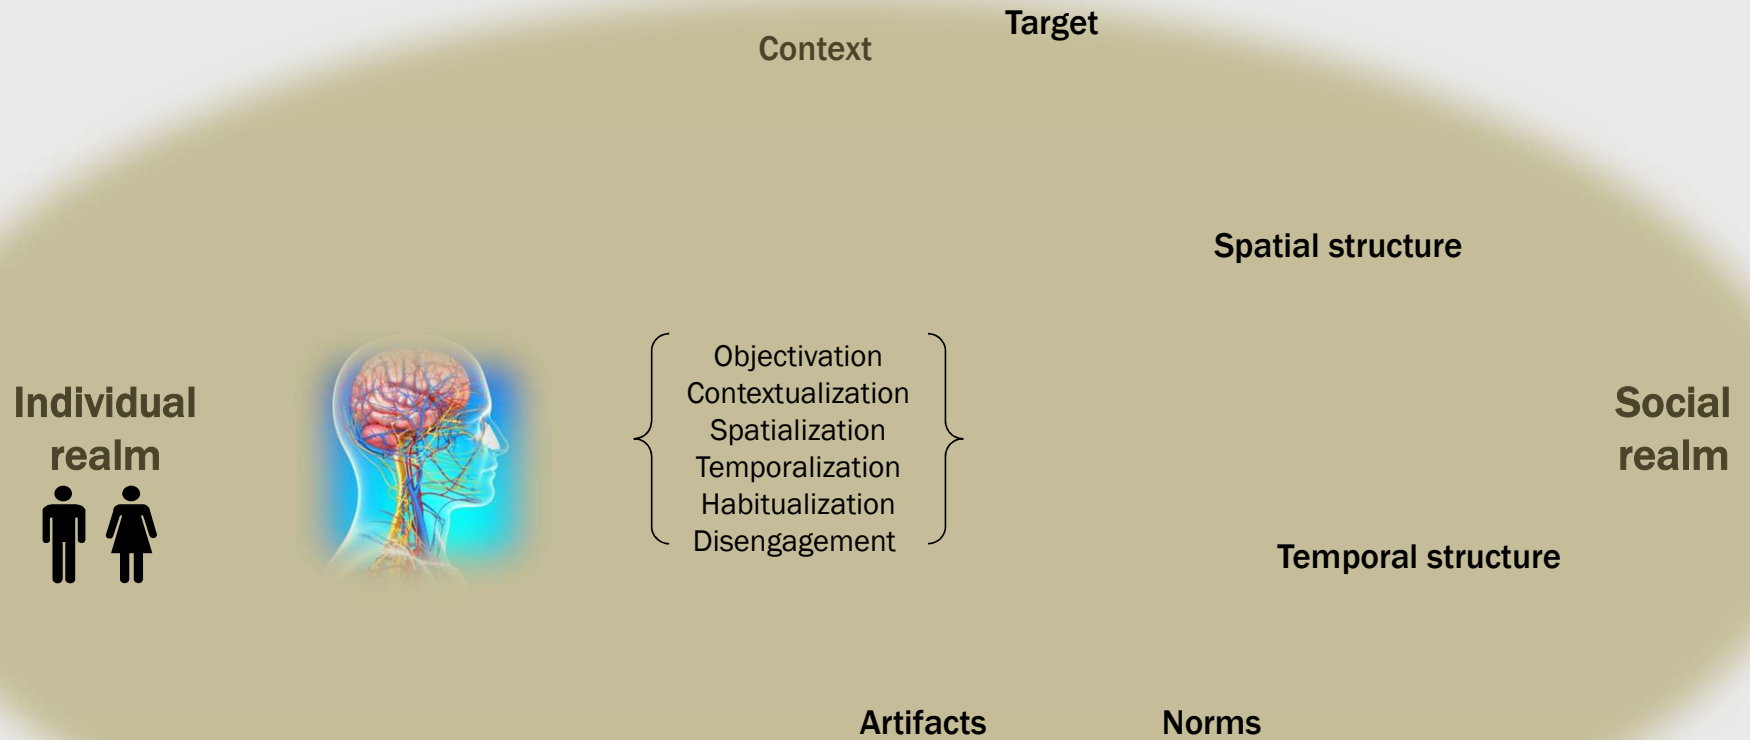 Target
Context
Spatial structure
Objectivation
Contextualization
Spatialization
Temporalization
Habitualization
Disengagement
Individual
realm
Social
realm
Temporal structure
Artifacts
Norms